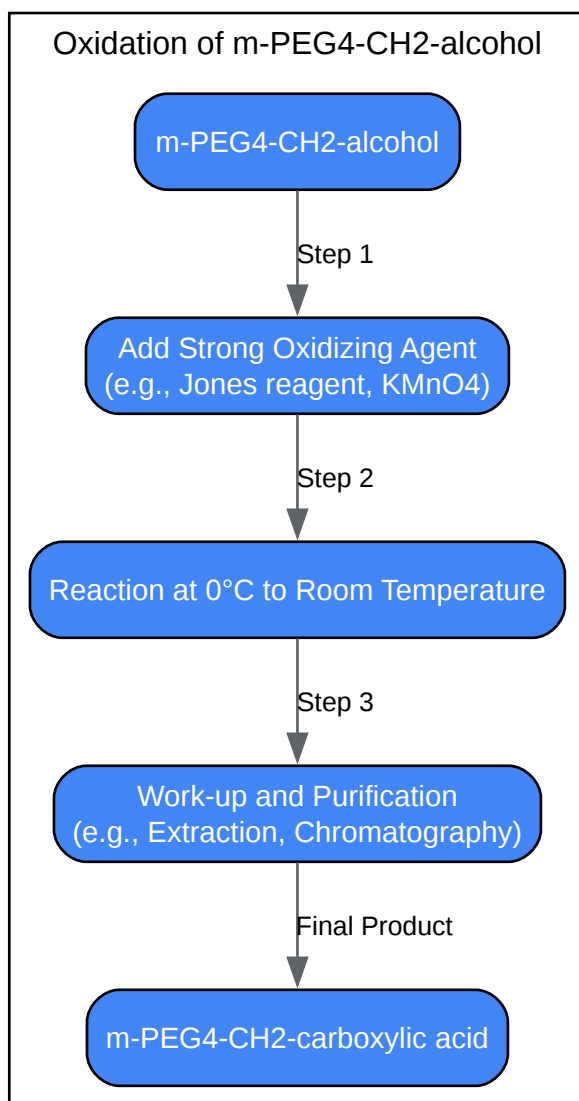 Oxidation of m-PEG4-CH2-alcohol
m-PEG4-CH2-alcohol
Step 1
Add Strong Oxidizing Agent
(e.g., Jones reagent, KMnO4)
Step 2
Reaction at 0°C to Room Temperature
Step 3
Work-up and Purification
(e.g., Extraction, Chromatography)
Final Product
m-PEG4-CH2-carboxylic acid